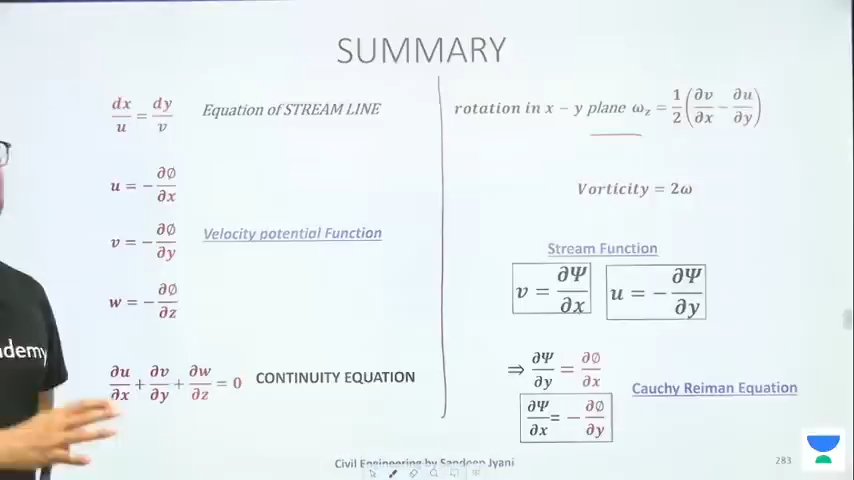 SUMMARY
dx/u = dy/v Equation of STREAM LINE
u = −∂∅/∂x
v = −∂∅/∂y Velocity potential Function
w = −∂∅/∂z
∂u/∂x + ∂v/∂y + ∂w/∂z = 0 CONTINUITY EQUATION
rotation in x − y plane ω_z = 1/2 (∂v/∂x − ∂u/∂y)
Vorticity = 2ω
Stream Function
v = ∂Ψ/∂x u = −∂Ψ/∂y
⇒ ∂Ψ/∂y = ∂∅/∂x
Cauchy Reiman Equation
∂Ψ/∂x = −∂∅/∂y
Civil Engineering by Sandeep Jyani
283
demy